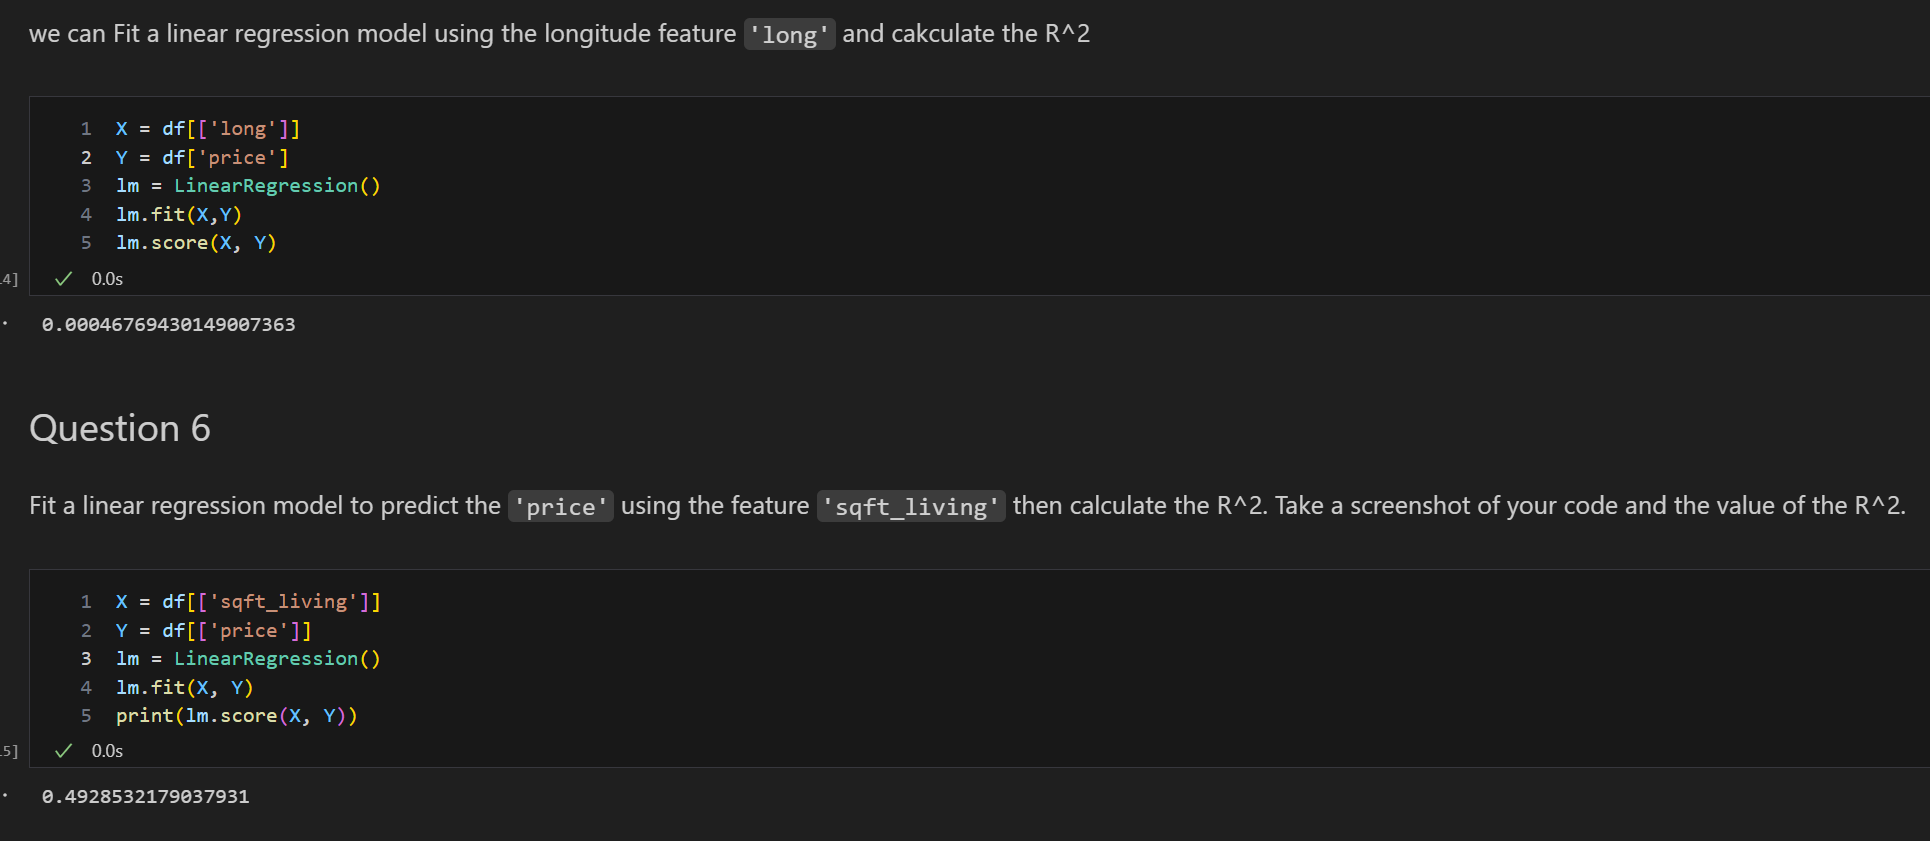 we can Fit a linear regression model using the longitude feature 'long' and cakculate the R^2
1 X = df[['long']]
2 Y = df['price']
3 lm = LinearRegression()
4 lm.fit(X,Y)
5 lm.score(X, Y)
4] ✓ 0.0s
0.00046769430149007363
Question 6
Fit a linear regression model to predict the 'price' using the feature 'sqft_living' then calculate the R^2. Take a screenshot of your code and the value of the R^2.
1 X = df[['sqft_living']]
2 Y = df[['price']]
3 lm = LinearRegression()
4 lm.fit(X, Y)
5 print(lm.score(X, Y))
5] ✓ 0.0s
0.4928532179037931